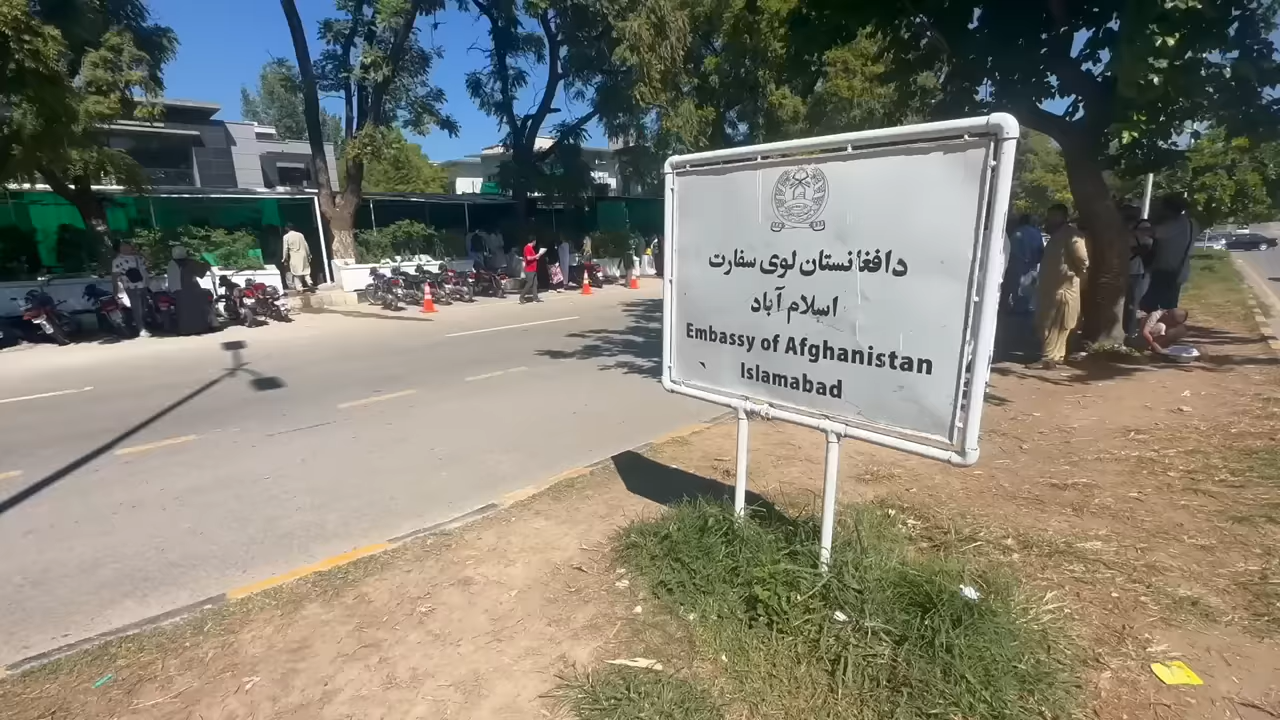 دافغانستان لوی سفارت
اسلام آباد
Embassy of Afghanistan
Islamabad